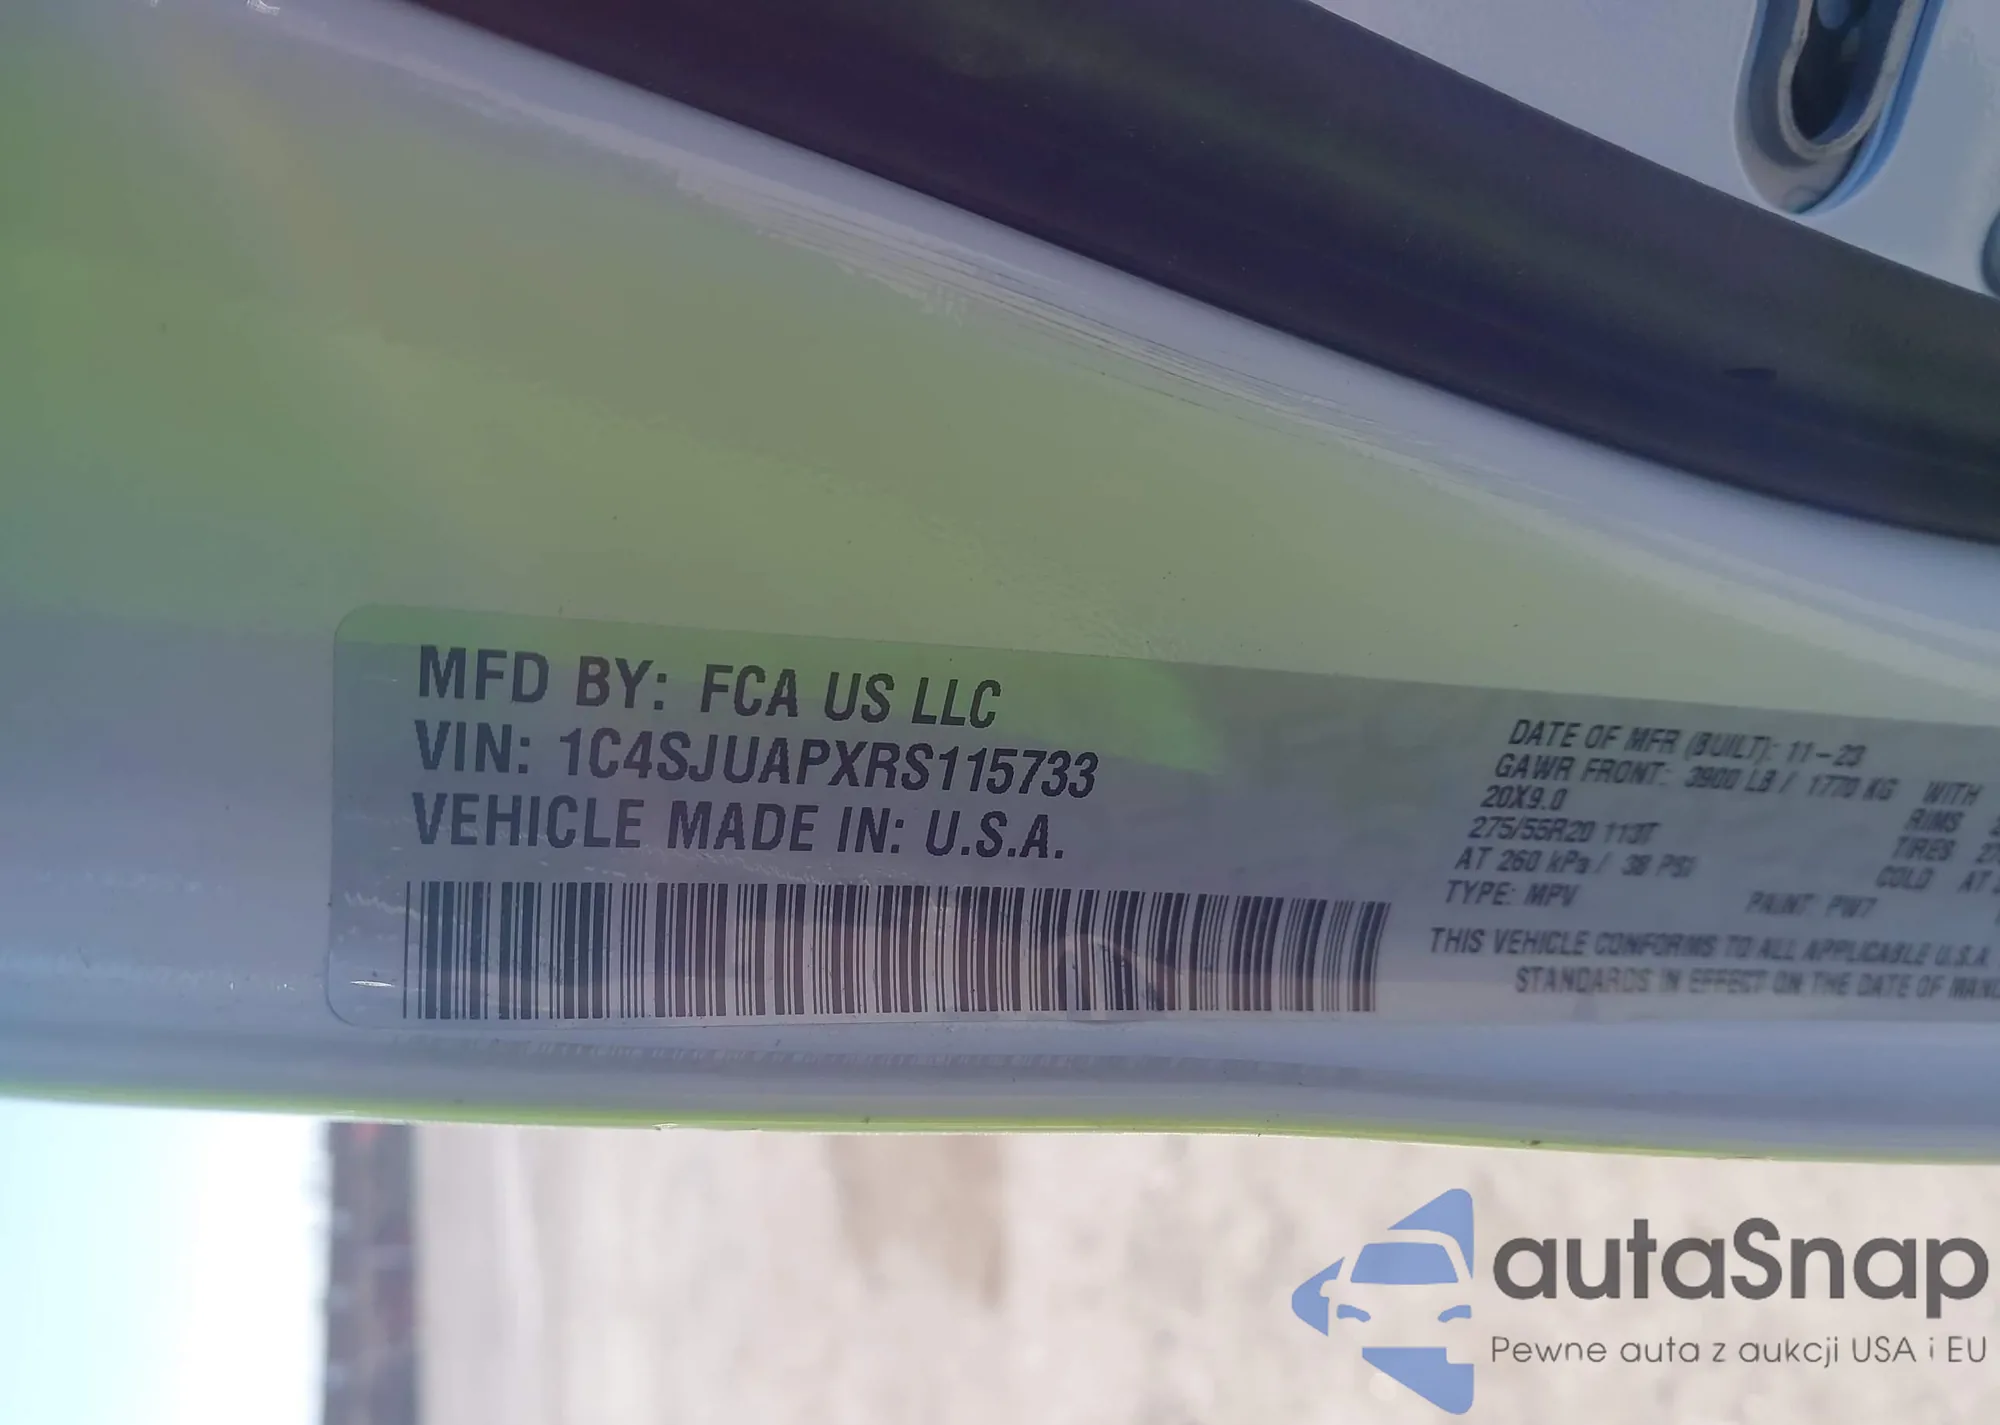 MFD BY: FCA US LLC
VIN: 1C4SJUAPXRS115733
VEHICLE MADE IN: U.S.A.
DATE OF MFR (BUILT): 11-23
GAWR FRONT: 3900 LB / 1770 KG WITH
20X9.0 RIMS
275/55R20 113T TIRES
AT 260 kPa / 38 PSI COLD AT
TYPE: MPV PAINT: PW7
THIS VEHICLE CONFORMS TO ALL APPLICABLE U.S.A.
STANDARDS IN EFFECT ON THE DATE OF
autaSnap
Pewne auta z aukcji USA i EU